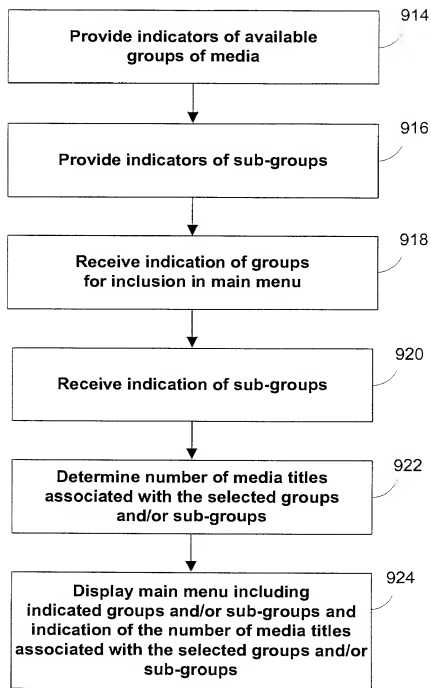 914
Provide indicators of available
groups of media
916
Provide indicators of sub-groups
918
Receive indication of groups
for inclusion in main menu
920
Receive indication of sub-groups
922
Determine number of media titles
associated with the selected groups
and/or sub-groups
924
Display main menu including
indicated groups and/or sub-groups and
indication of the number of media titles
associated with the selected groups and/or
sub-groups